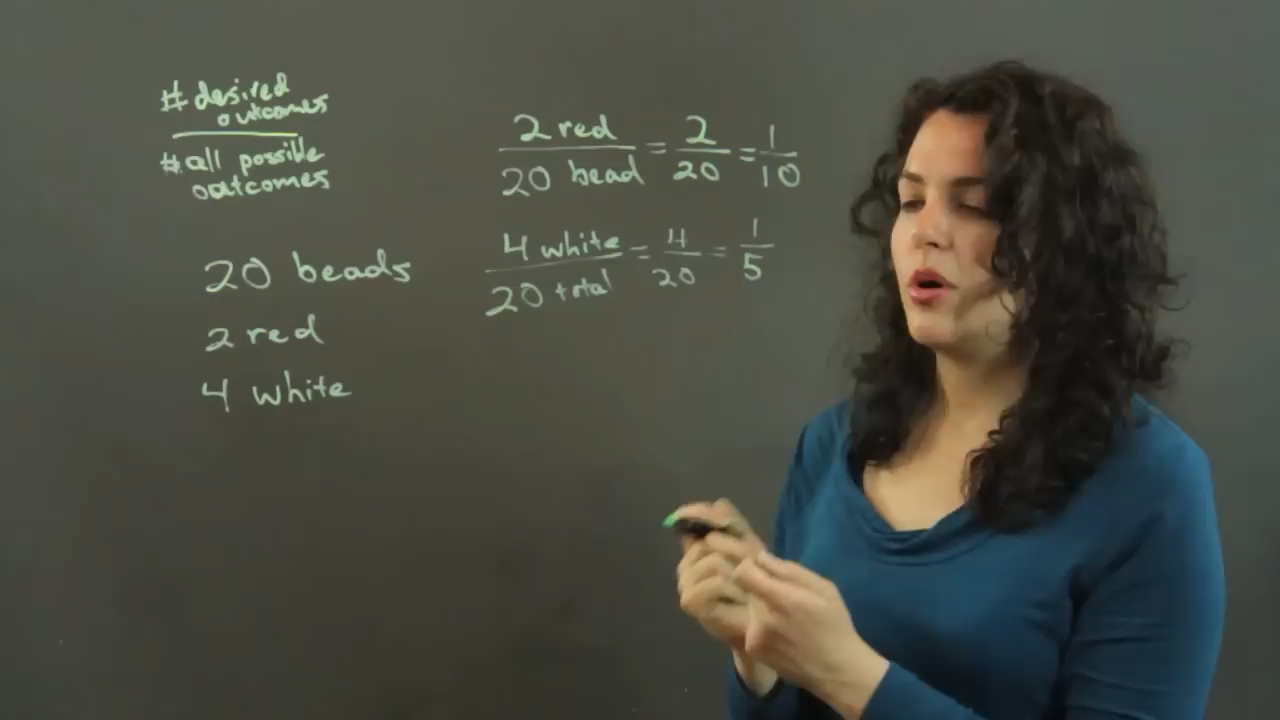 # desired
outcomes
# all possible
outcomes
20 beads
2 red
4 white
2 red / 20 bead = 2/20 = 1/10
4 white / 20 total = 4/20 = 1/5